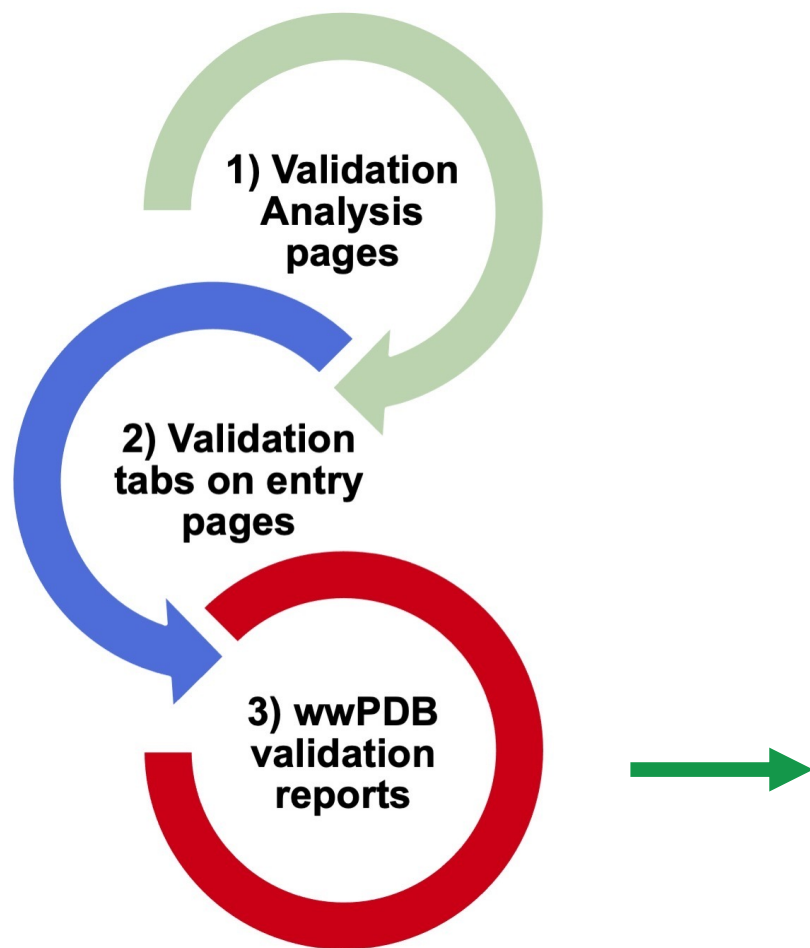 1) Validation
Analysis
pages
2) Validation
tabs on entry
pages
3) wwPDB
validation
reports